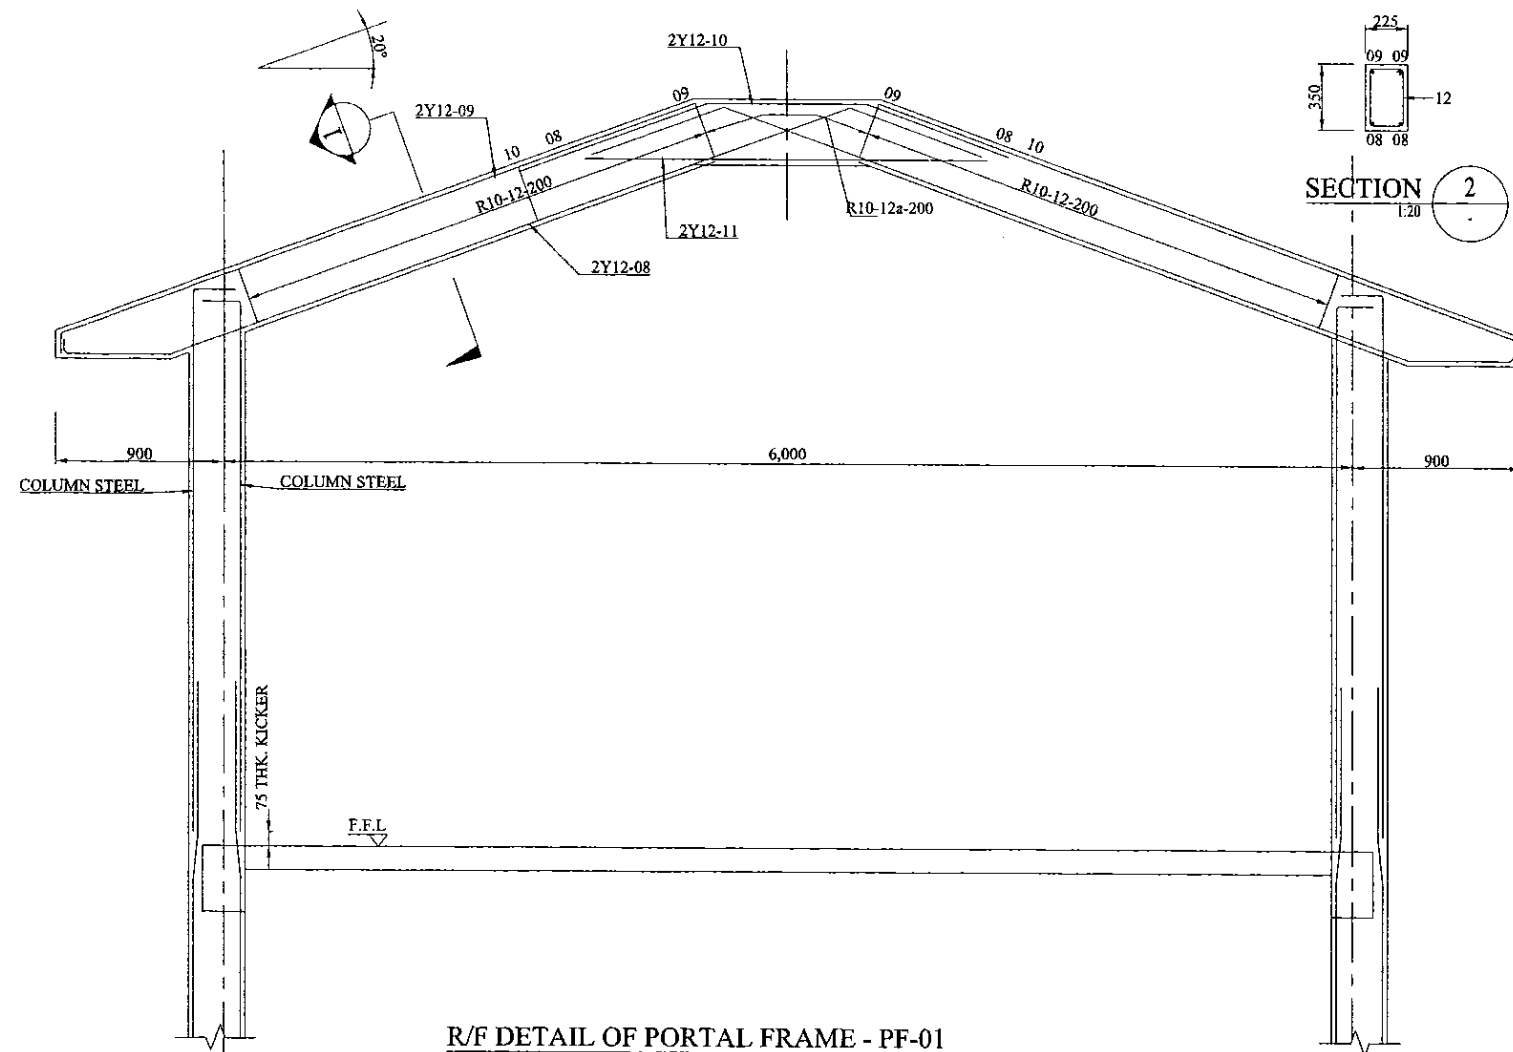 225
2Y12-10
20°
09 09
350
12
08 08
1
2Y12-09
10 08
09
09
08 10
R10-12-200
R10-12-200
R10-12a-200
SECTION
1:20
2
-
2Y12-11
2Y12-08
900
6,000
900
COLUMN STEEL
COLUMN STEEL
75 THK. KICKER
F.F.L
R/F DETAIL OF PORTAL FRAME - PF-01